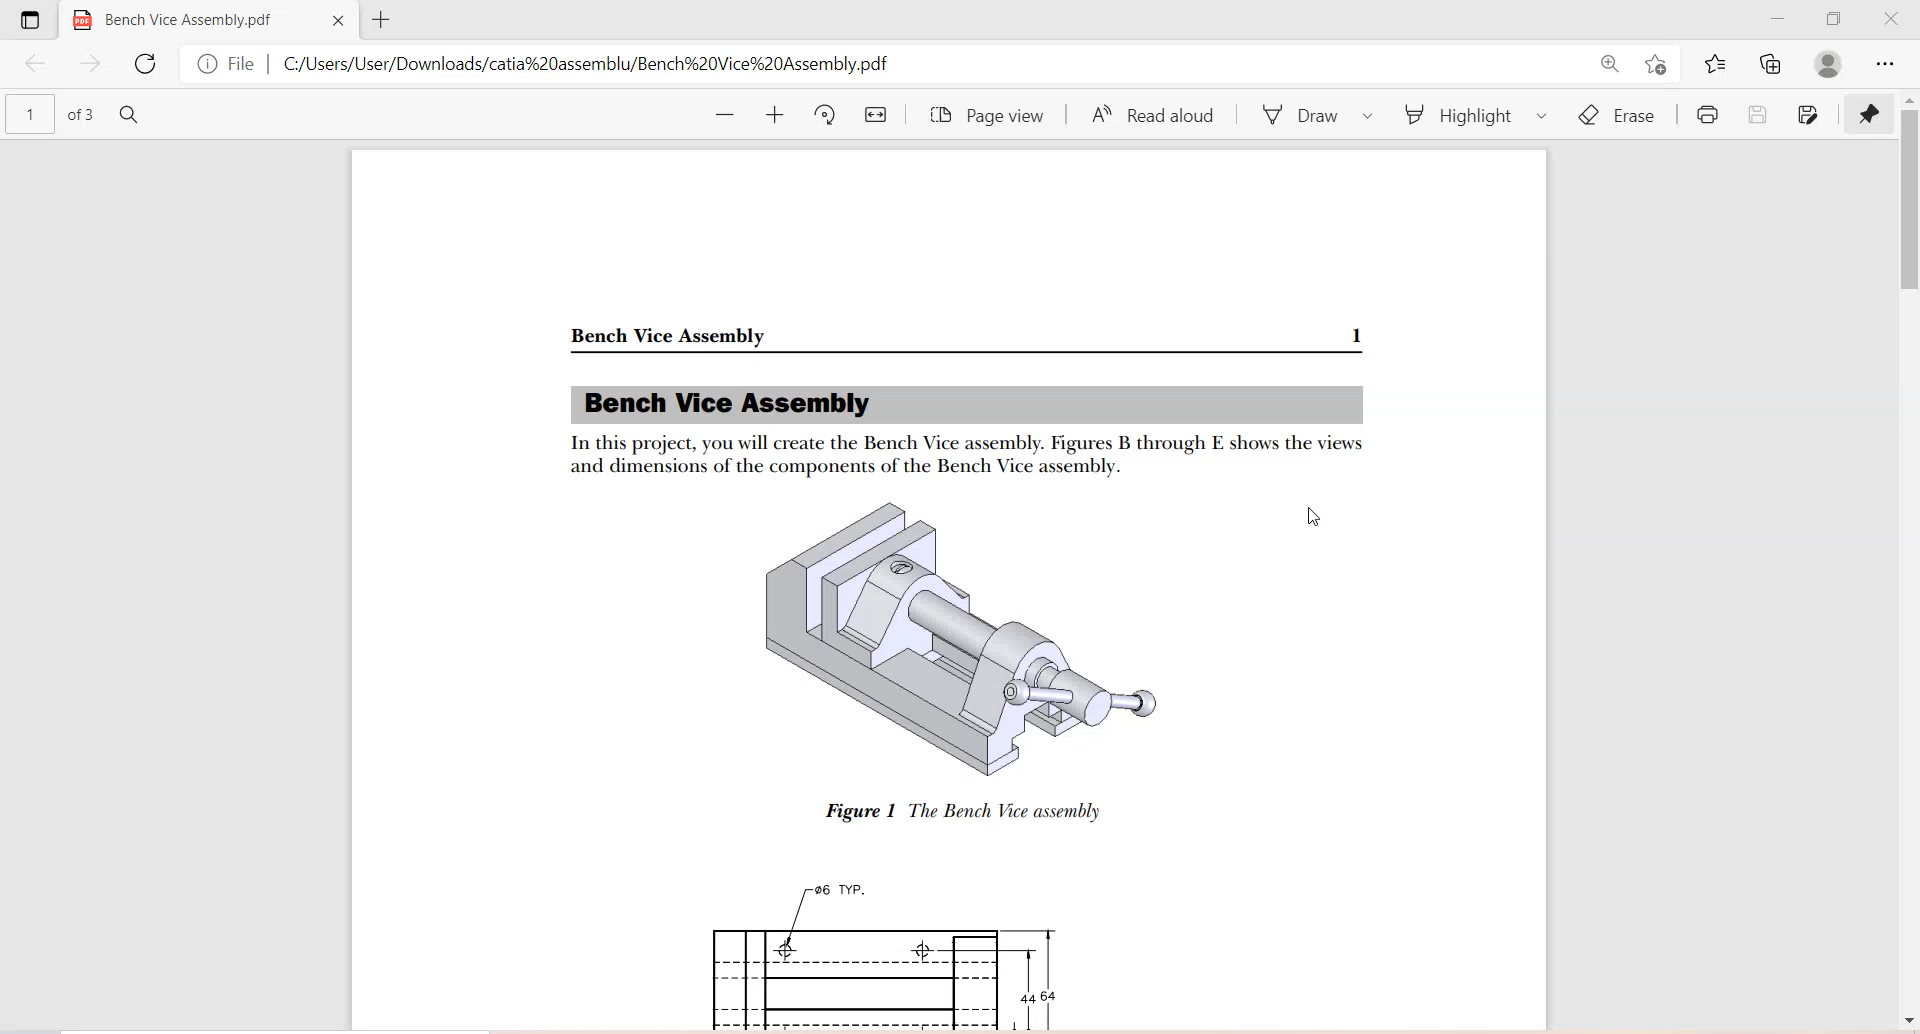 Bench Vice Assembly.pdf
File
C:/Users/User/Downloads/catia%20assemblu/Bench%20Vice%20Assembly.pdf
1 of 3
Page view
Read aloud
Draw
Highlight
Erase
Bench Vice Assembly 1
Bench Vice Assembly
In this project, you will create the Bench Vice assembly. Figures B through E shows the views
and dimensions of the components of the Bench Vice assembly.
Figure 1 The Bench Vice assembly
ø6 TYP.
44 64